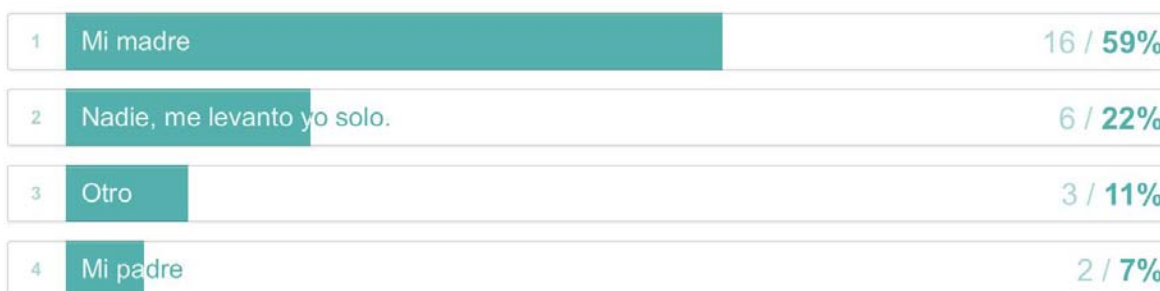 1 Mi madre 16 / 59%
2 Nadie, me levanto yo solo. 6 / 22%
3 Otro 3 / 11%
4 Mi padre 2 / 7%